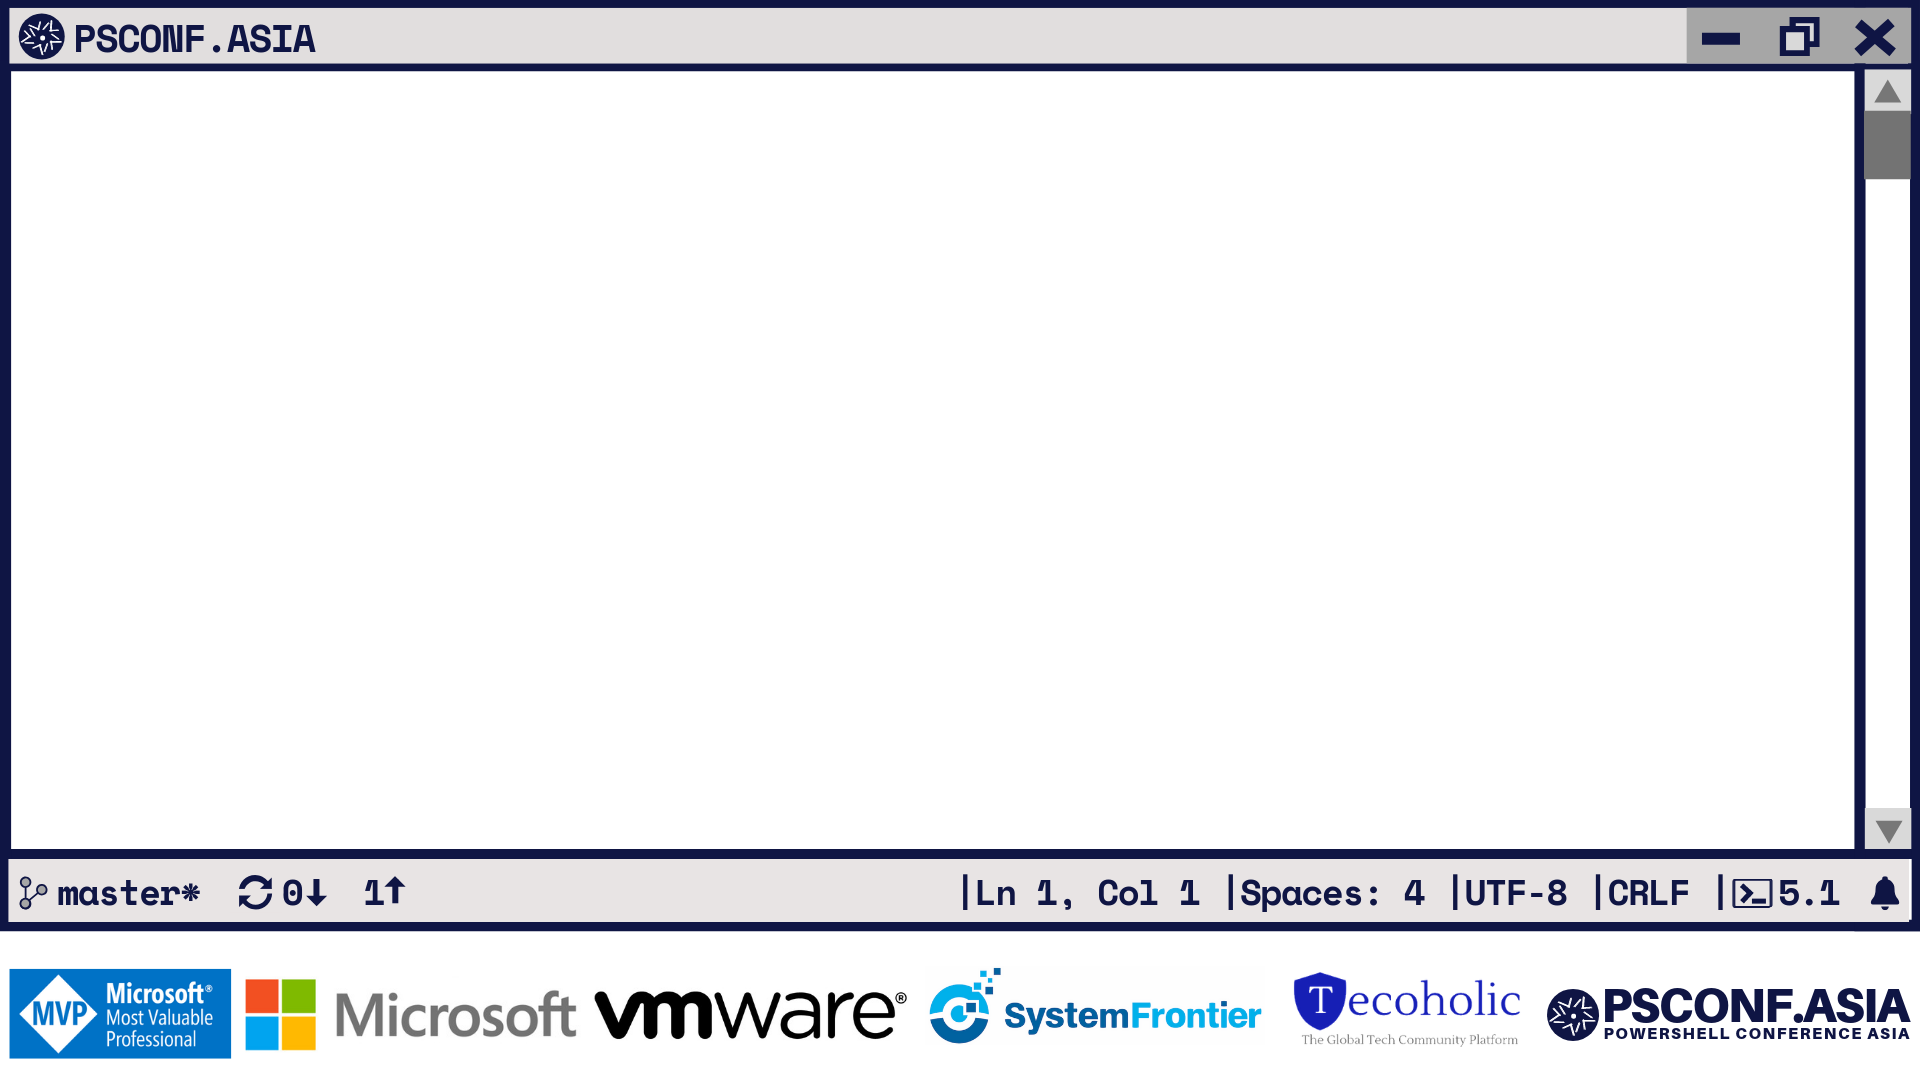 PSCONF.ASIA
master* 0↓ 1↑ |Ln 1, Col 1 |Spaces: 4 |UTF-8 |CRLF | 5.1
MVP
Microsoft®
Most Valuable
Professional
Microsoft
vmware®
SystemFrontier
Tecoholic
The Global Tech Community Platform
PSCONF.ASIA
POWERSHELL CONFERENCE ASIA